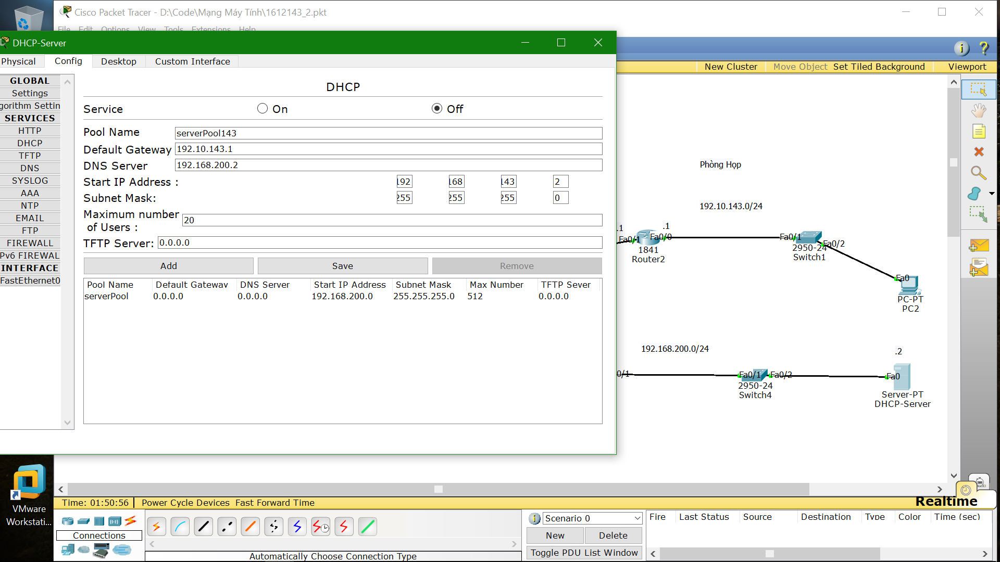 Cisco Packet Tracer - D:\Code\Mạng Máy Tính\1612143_2.pkt
File Edit Options View Tools Extensions Help
DHCP-Server
Physical Config Desktop Custom Interface
New Cluster Move Object Set Tiled Background Viewport
GLOBAL
Settings
gorithm Settin
SERVICES
HTTP
DHCP
TFTP
DNS
SYSLOG
AAA
NTP
EMAIL
FTP
FIREWALL
Pv6 FIREWAL
INTERFACE
FastEthernet0
DHCP
Service On Off
Pool Name serverPool143
Default Gateway 192.10.143.1
DNS Server 192.168.200.2
Start IP Address : 192 168 143 2
Subnet Mask: 255 255 255 0
Maximum number
of Users : 20
TFTP Server: 0.0.0.0
Add Save Remove
Pool Name Default Gateway DNS Server Start IP Address Subnet Mask Max Number TFTP Sever
serverPool 0.0.0.0 0.0.0.0 192.168.200.0 255.255.255.0 512 0.0.0.0
Phòng Họp
192.10.143.0/24
.1 .1
Fa0/1 Fa0/0 Fa0/1 Fa0/2
1841
Router2
2950-24
Switch1
Fa0
PC-PT
PC2
192.168.200.0/24
.2
0/1 Fa0/1 Fa0/2 Fa0
2950-24
Switch4
Server-PT
DHCP-Server
VMware
Workstati...
Time: 01:50:56 Power Cycle Devices Fast Forward Time
Realtime
Connections
Automatically Choose Connection Type
Scenario 0
New Delete
Toggle PDU List Window
Fire Last Status Source Destination Type Color Time (sec)